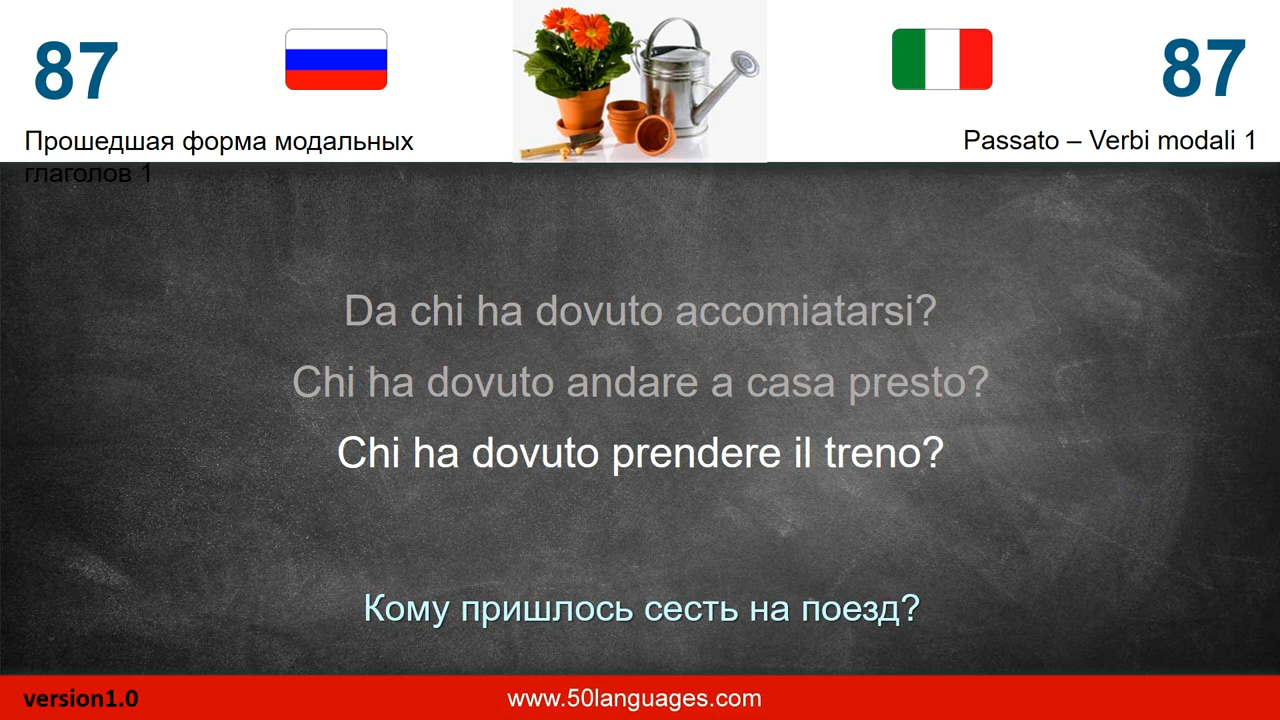 87
87
Прошедшая форма модальных
глаголов 1
Passato – Verbi modali 1
Da chi ha dovuto accomiatarsi?
Chi ha dovuto andare a casa presto?
Chi ha dovuto prendere il treno?
Кому пришлось сесть на поезд?
version1.0
www.50languages.com